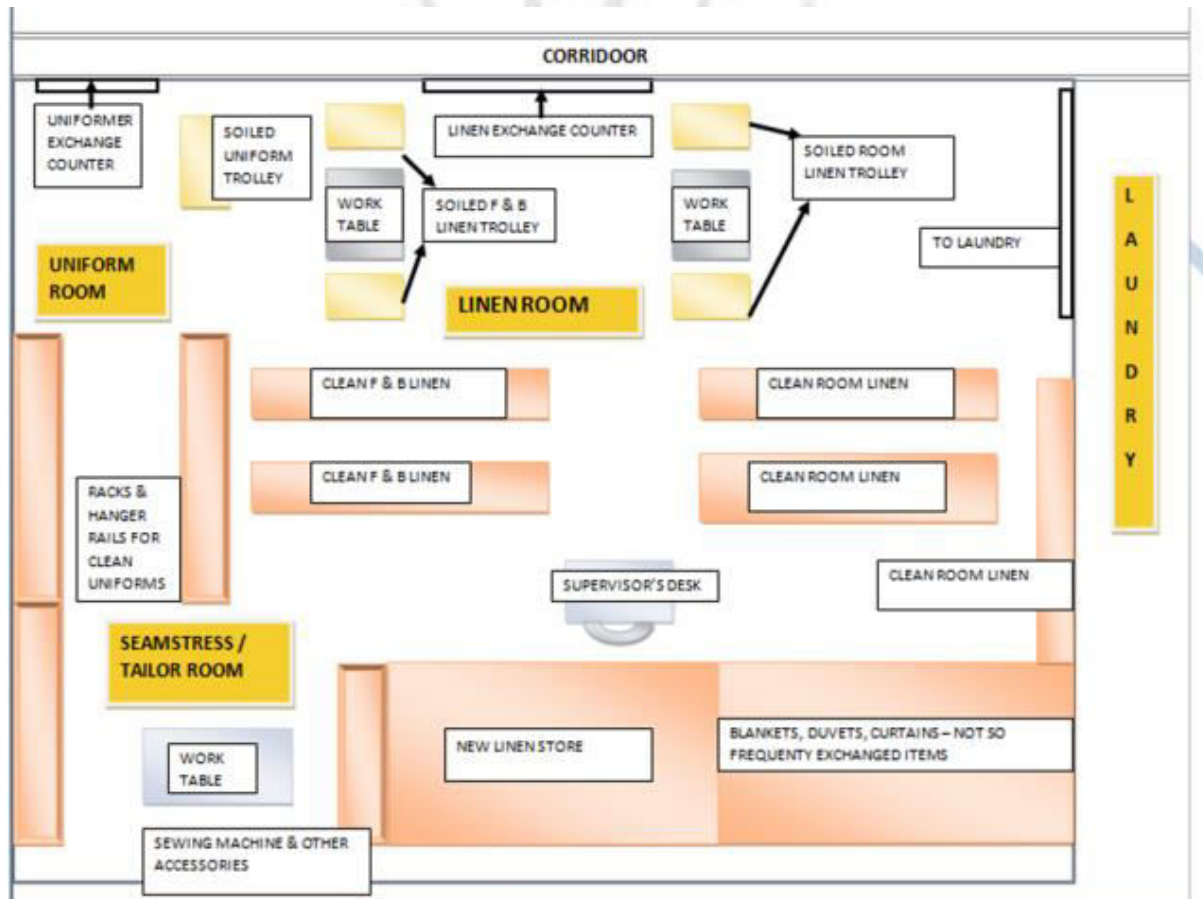 CORRIDOOR
UNIFORMER
EXCHANGE
COUNTER
SOILED
UNIFORM
TROLLEY
LINEN EXCHANGE COUNTER
SOILED ROOM
LINEN TROLLEY
WORK
TABLE
SOILED F & B
LINEN TROLLEY
WORK
TABLE
TO LAUNDRY
L
A
U
N
D
R
Y
UNIFORM
ROOM
LINEN ROOM
CLEAN F & B LINEN
CLEAN ROOM LINEN
CLEAN F & B LINEN
CLEAN ROOM LINEN
RACKS &
HANGER
RAILS FOR
CLEAN
UNIFORMS
SUPERVISOR'S DESK
CLEAN ROOM LINEN
SEAMSTRESS /
TAILOR ROOM
NEW LINEN STORE
BLANKETS, DUVETS, CURTAINS – NOT SO
FREQUENTY EXCHANGED ITEMS
WORK
TABLE
SEWING MACHINE & OTHER
ACCESSORIES